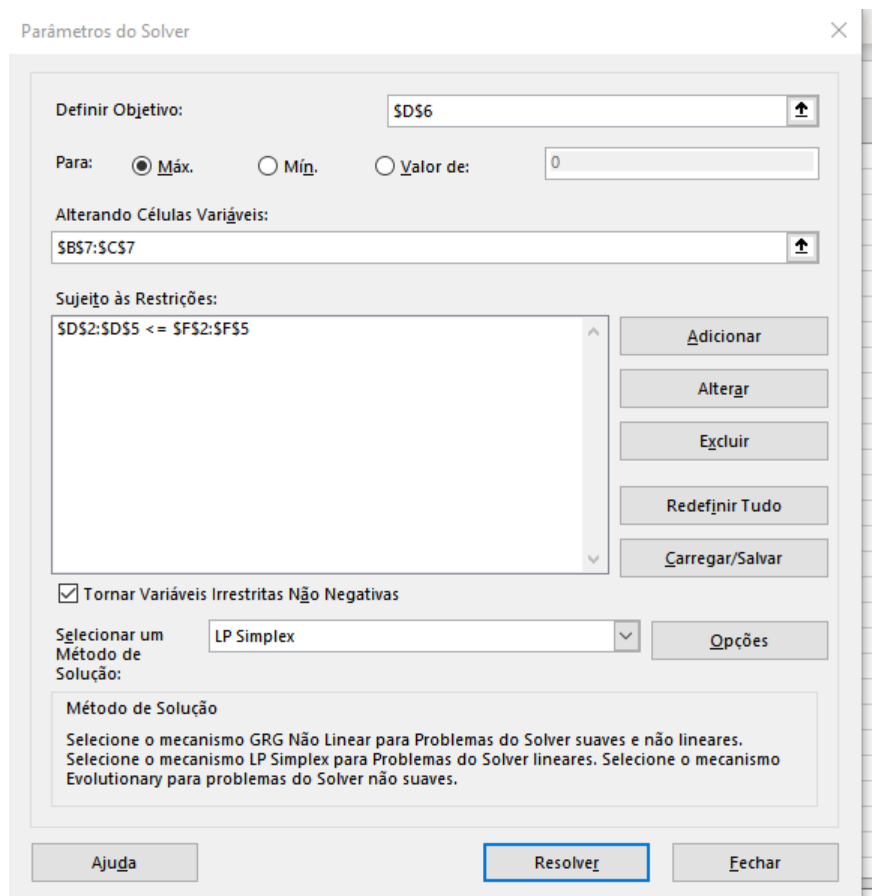 Parâmetros do Solver
Definir Objetivo:
$D$6
Para:
Máx.
Mín.
Valor de:
0
Alterando Células Variáveis:
$B$7:$C$7
Sujeito às Restrições:
$D$2:$D$5 <= $F$2:$F$5
Adicionar
Alterar
Excluir
Redefinir Tudo
Carregar/Salvar
Tornar Variáveis Irrestritas Não Negativas
Selecionar um
Método de
Solução:
LP Simplex
Opções
Método de Solução
Selecione o mecanismo GRG Não Linear para Problemas do Solver suaves e não lineares.
Selecione o mecanismo LP Simplex para Problemas do Solver lineares. Selecione o mecanismo
Evolutionary para problemas do Solver não suaves.
Ajuda
Resolver
Fechar